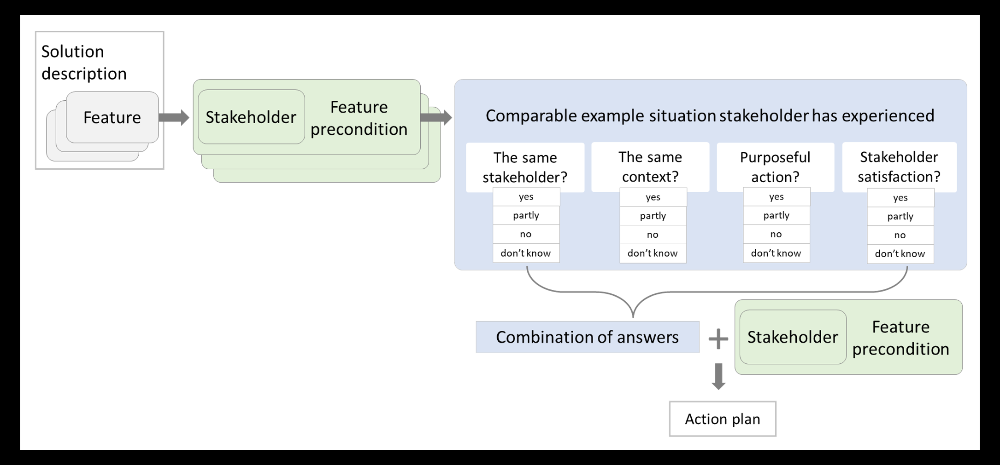 Solution
description
Feature
Stakeholder
Feature
precondition
Comparable example situation stakeholder has experienced
The same
stakeholder?
yes
partly
no
don't know
The same
context?
yes
partly
no
don't know
Purposeful
action?
yes
partly
no
don't know
Stakeholder
satisfaction?
yes
partly
no
don't know
Combination of answers
+
Stakeholder
Feature
precondition
Action plan